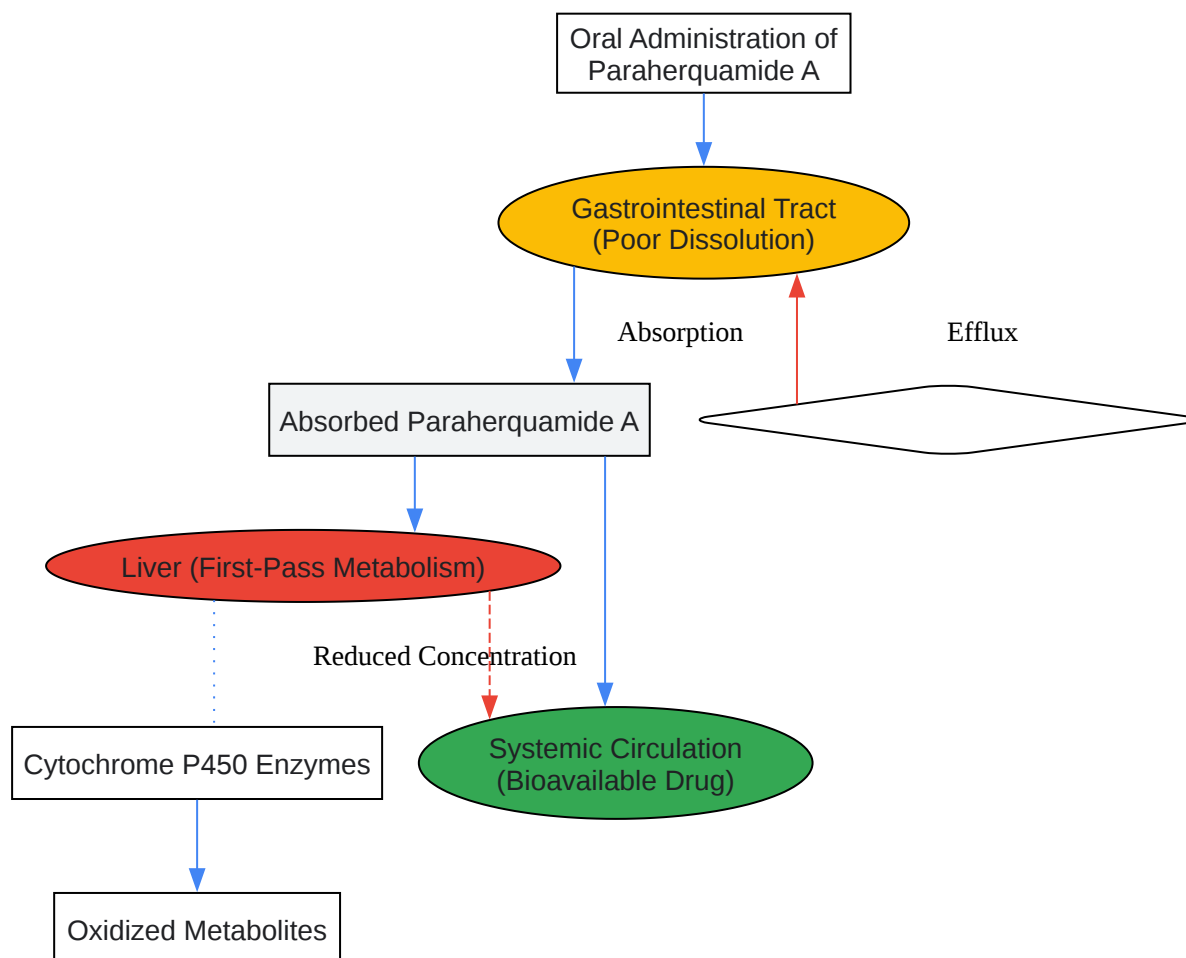 Oral Administration of
Paraherquamide A
Gastrointestinal Tract
(Poor Dissolution)
Absorption
Efflux
Absorbed Paraherquamide A
Liver (First-Pass Metabolism)
Reduced Concentration
Cytochrome P450 Enzymes
Systemic Circulation
(Bioavailable Drug)
Oxidized Metabolites